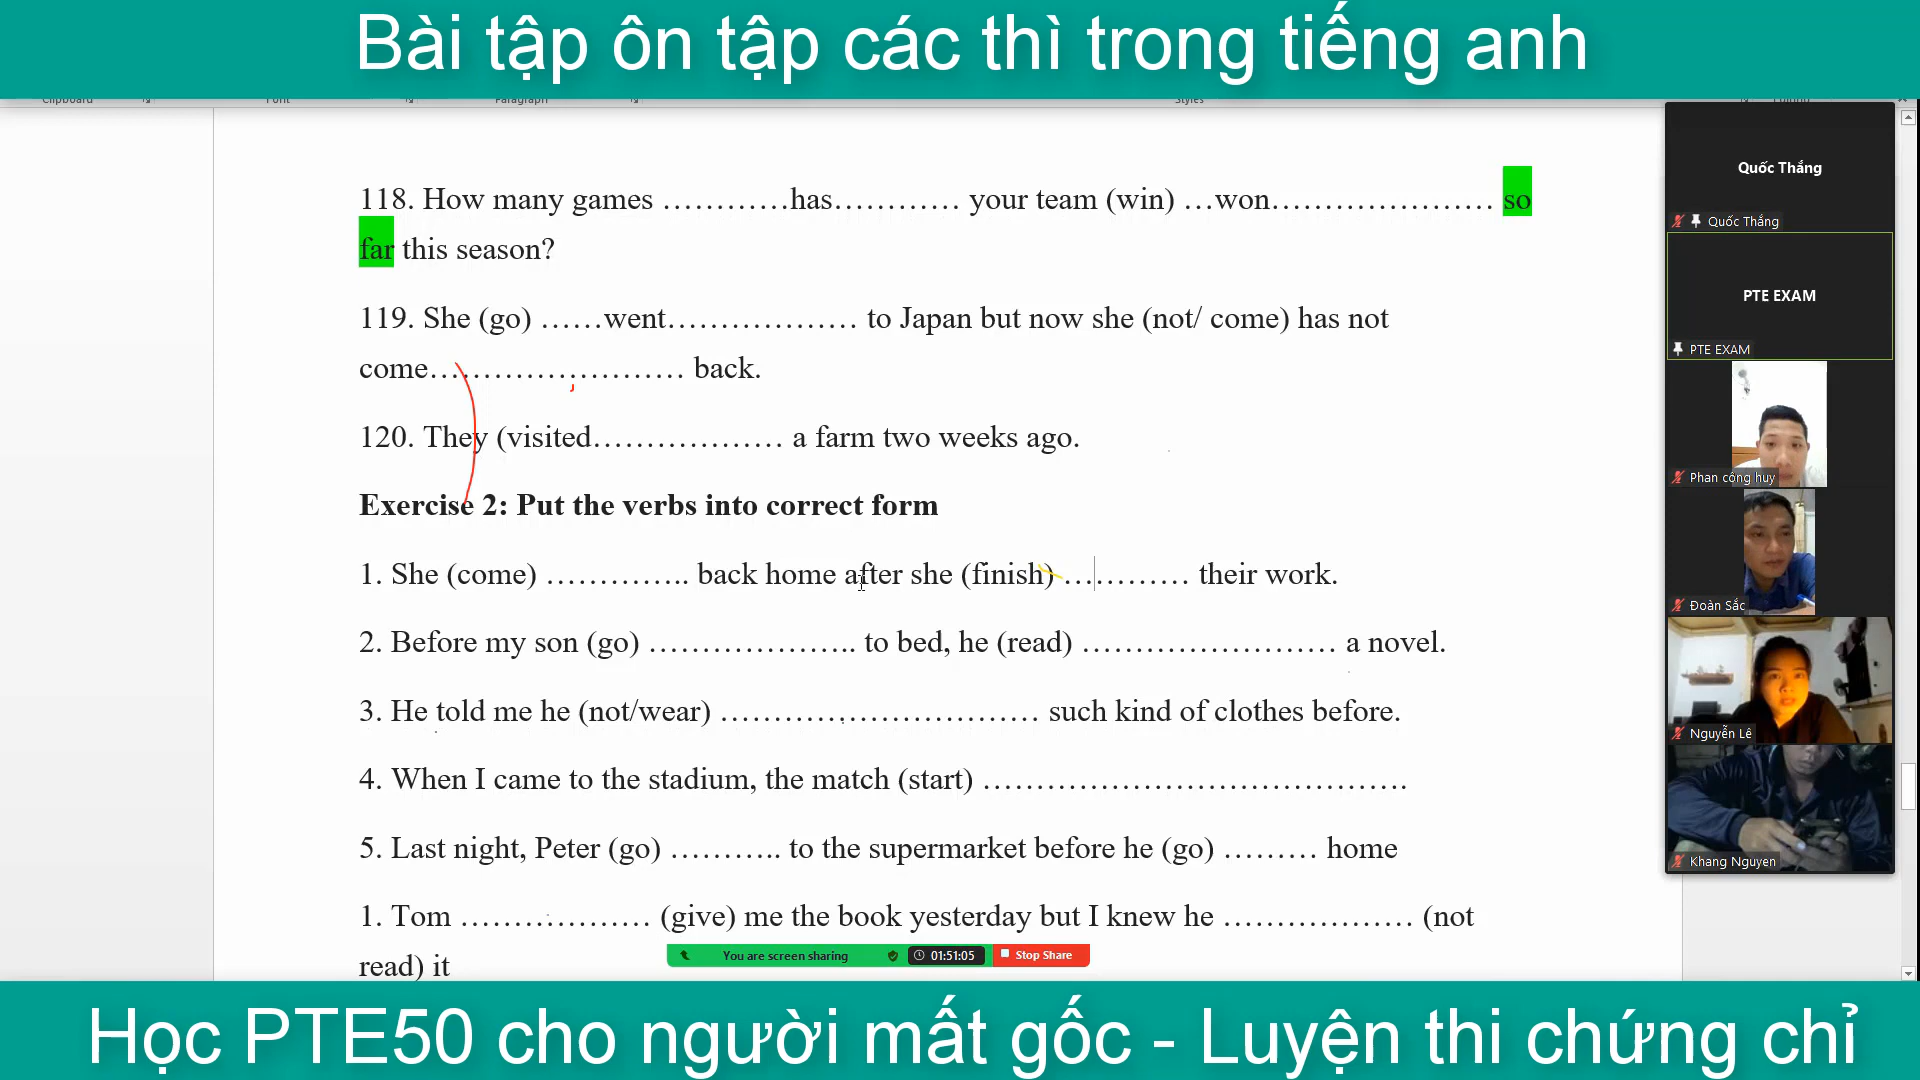 Bài tập ôn tập các thì trong tiếng anh
Clipboard Font Paragraph Styles Editing
118. How many games …………has………… your team (win) …won………………… so
far this season?
119. She (go) ……went……………… to Japan but now she (not/ come) has not
come…………………… back.
120. They (visited……………… a farm two weeks ago.
Exercise 2: Put the verbs into correct form
1. She (come) ………….. back home after she (finish) ………… their work.
2. Before my son (go) ………………….. to bed, he (read) …………………… a novel.
3. He told me he (not/wear) ………………………… such kind of clothes before.
4. When I came to the stadium, the match (start) ………………………………….
5. Last night, Peter (go) ……….. to the supermarket before he (go) ……… home
1. Tom ……………… (give) me the book yesterday but I knew he ……………… (not
read) it
Quốc Thắng
Quốc Thắng
PTE EXAM
PTE EXAM
Phan công huy
Đoàn Sắc
Nguyễn Lê
Khang Nguyen
You are screen sharing 01:51:05 Stop Share
Học PTE50 cho người mất gốc - Luyện thi chứng chỉ